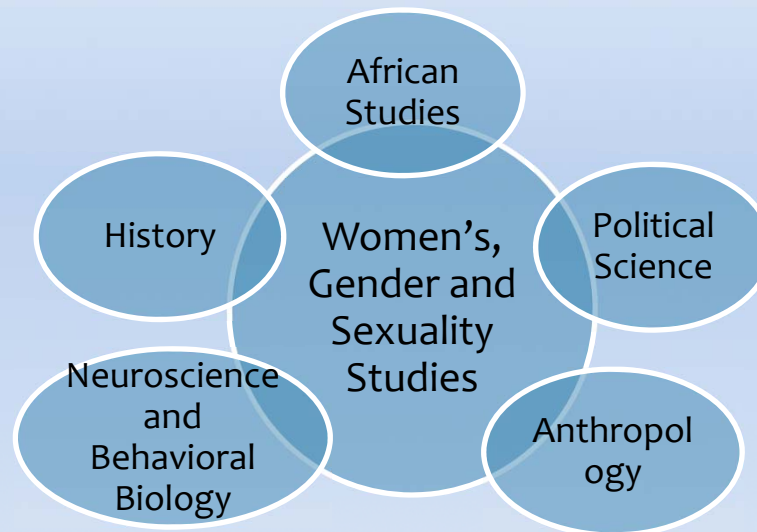 African
Studies
History
Women’s,
Gender and
Sexuality
Studies
Political
Science
Neuroscience
and
Behavioral
Biology
Anthropol
ogy